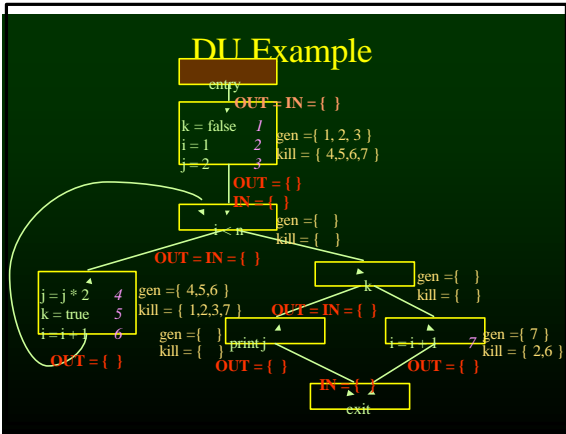 DU Example
entry
OUT = IN = { }
k = false 1
i = 1 2
j = 2 3
gen ={ 1, 2, 3 }
kill = { 4,5,6,7 }
OUT = { }
IN = { }
i < n
gen ={ }
kill = { }
OUT = IN = { }
k
gen ={ }
kill = { }
j = j * 2 4
k = true 5
i = i + 1 6
gen ={ 4,5,6 }
kill = { 1,2,3,7 }
OUT = IN = { }
gen ={ }
kill = { }
print j
i = i + 1 7
gen ={ 7 }
kill = { 2,6 }
OUT = { }
OUT = { }
OUT = { }
IN = { }
exit